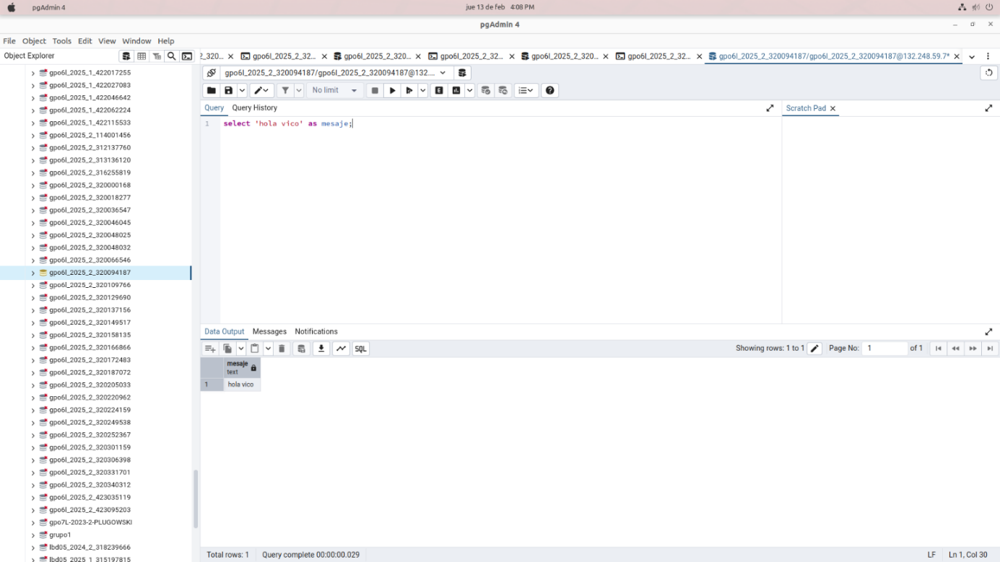 pgAdmin 4
jue 13 de feb 4:08 PM
pgAdmin 4
File Object Tools Edit View Window Help
Object Explorer
2_320... gpo6l_2025_2_32... gpo6l_2025_2_320... gpo6l_2025_2_32... gpo6l_2025_2_320... gpo6l_2025_2_32... gpo6l_2025_2_320094187/gpo6l_2025_2_320094187@132.248.59.7*
gpo6l_2025_1_422017255
gpo6l_2025_1_422027083
gpo6l_2025_1_422046642
gpo6l_2025_1_422062224
gpo6l_2025_1_422115533
gpo6l_2025_2_114001456
gpo6l_2025_2_312137760
gpo6l_2025_2_313136120
gpo6l_2025_2_316255819
gpo6l_2025_2_320000168
gpo6l_2025_2_320018277
gpo6l_2025_2_320036547
gpo6l_2025_2_320046045
gpo6l_2025_2_320048025
gpo6l_2025_2_320048032
gpo6l_2025_2_320066546
gpo6l_2025_2_320094187
gpo6l_2025_2_320109766
gpo6l_2025_2_320129690
gpo6l_2025_2_320137156
gpo6l_2025_2_320149517
gpo6l_2025_2_320158135
gpo6l_2025_2_320166866
gpo6l_2025_2_320172483
gpo6l_2025_2_320187072
gpo6l_2025_2_320205033
gpo6l_2025_2_320220962
gpo6l_2025_2_320224159
gpo6l_2025_2_320249538
gpo6l_2025_2_320252367
gpo6l_2025_2_320301159
gpo6l_2025_2_320306398
gpo6l_2025_2_320331701
gpo6l_2025_2_320340312
gpo6l_2025_2_423035119
gpo6l_2025_2_423095203
gpo7L-2023-2-PLUGOWSKI
grupo1
lbd05_2024_2_318239666
lbd05_2025_1_315197815
gpo6l_2025_2_320094187/gpo6l_2025_2_320094187@132....
No limit
E
Query Query History
Scratch Pad
1 select 'hola vico' as mesaje;
Data Output Messages Notifications
SQL
Showing rows: 1 to 1 Page No: 1 of 1
mesaje
text
1 hola vico
Total rows: 1 Query complete 00:00:00.029 LF Ln 1, Col 30